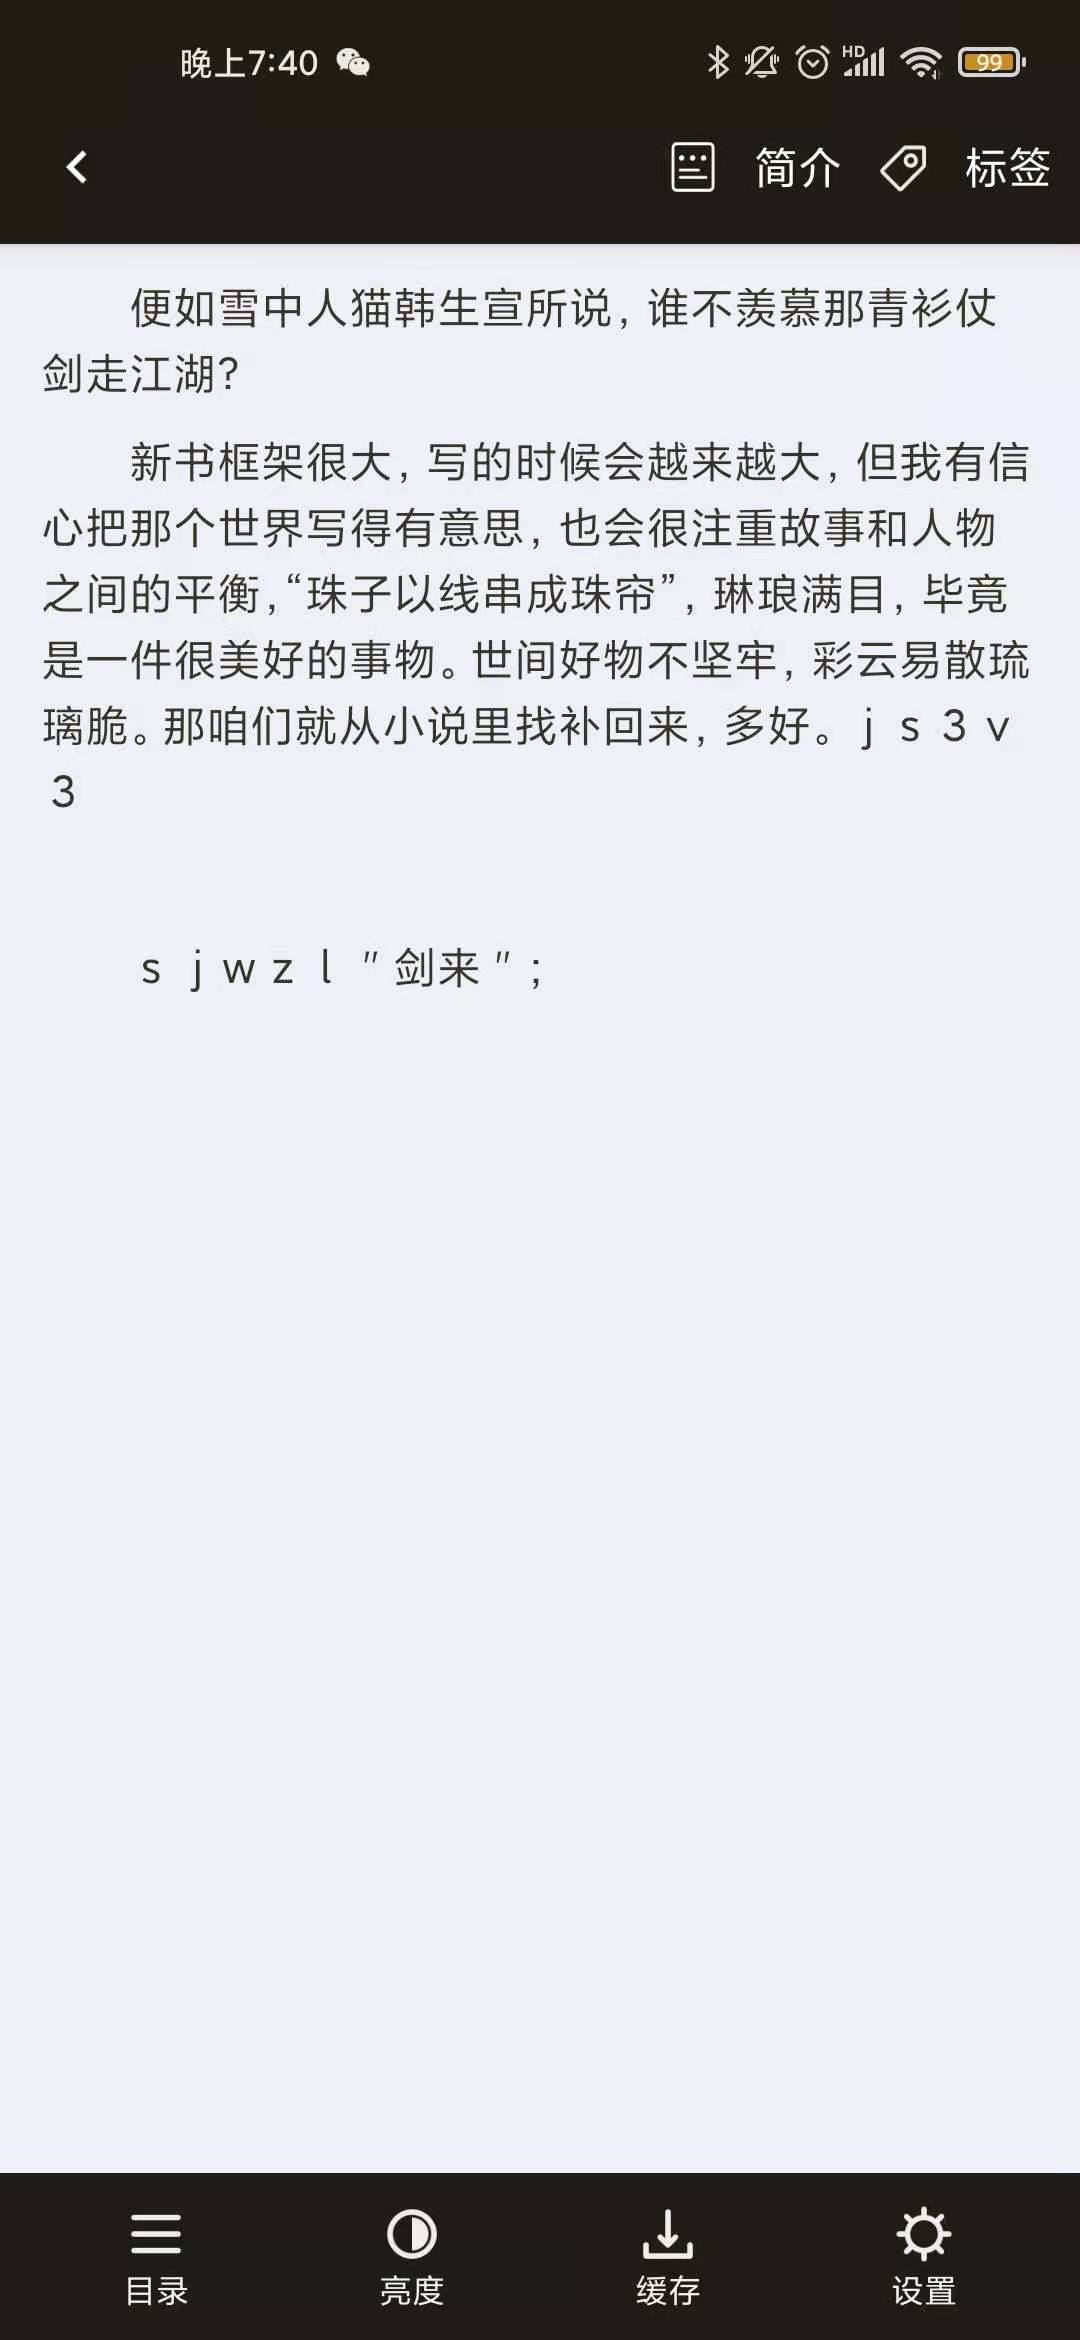 晚上7:40
HD
99
简介 标签
便如雪中人猫韩生宣所说，谁不羡慕那青衫仗
剑走江湖？
新书框架很大，写的时候会越来越大，但我有信
心把那个世界写得有意思，也会很注重故事和人物
之间的平衡，“珠子以线串成珠帘”，琳琅满目，毕竟
是一件很美好的事物。世间好物不坚牢，彩云易散琉
璃脆。那咱们就从小说里找补回来，多好。ｊｓ３ｖ
３
ｓｊｗｚｌ＂剑来＂；
目录 亮度 缓存 设置